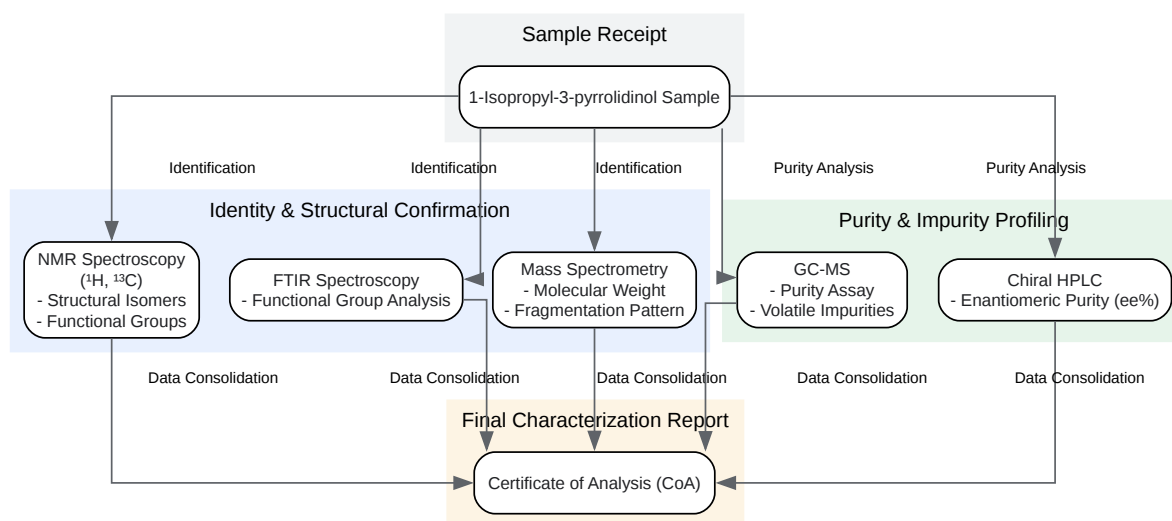 Sample Receipt
1-Isopropyl-3-pyrrolidinol Sample
Identification
Identification
Identification
Purity Analysis
Purity Analysis
Identity & Structural Confirmation
Purity & Impurity Profiling
NMR Spectroscopy
(¹H, ¹³C)
- Structural Isomers
- Functional Groups
FTIR Spectroscopy
- Functional Group Analysis
Mass Spectrometry
- Molecular Weight
- Fragmentation Pattern
GC-MS
- Purity Assay
- Volatile Impurities
Chiral HPLC
- Enantiomeric Purity (ee%)
Data Consolidation
Data Consolidation
Data Consolidation
Data Consolidation
Data Consolidation
Final Characterization Report
Certificate of Analysis (CoA)